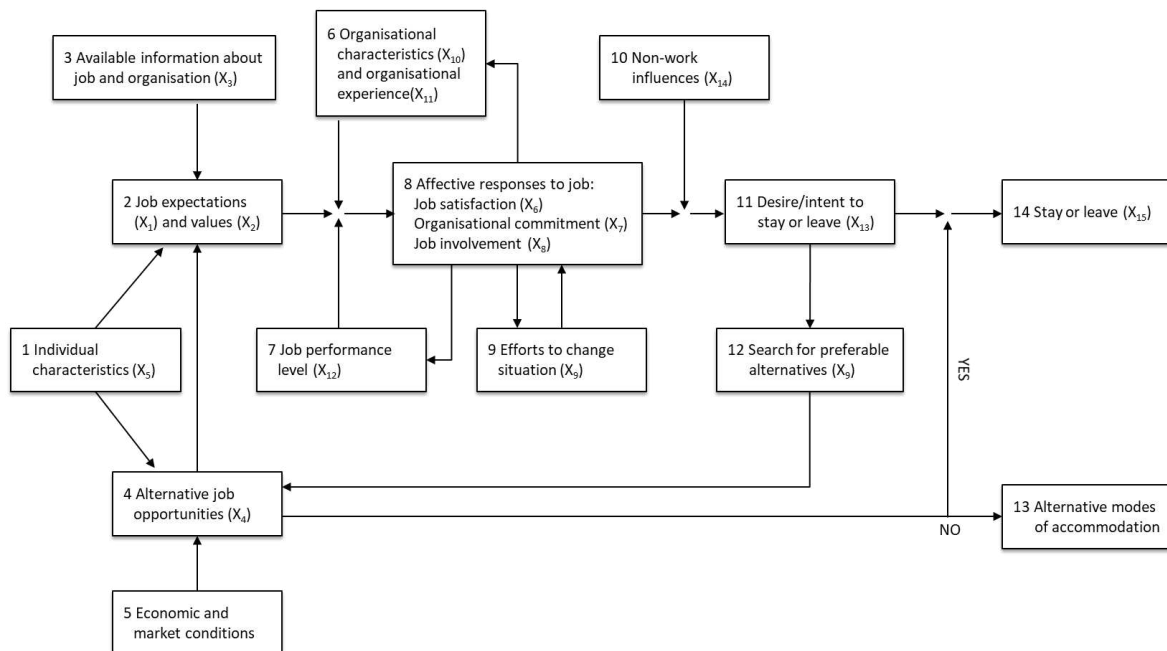 3 Available information about
job and organisation (X₃)
6 Organisational
characteristics (X₁₀)
and organisational
experience(X₁₁)
10 Non-work
influences (X₁₄)
2 Job expectations
(X₁) and values (X₂)
8 Affective responses to job:
Job satisfaction (X₆)
Organisational commitment (X₇)
Job involvement (X₈)
11 Desire/intent to
stay or leave (X₁₃)
14 Stay or leave (X₁₅)
1 Individual
characteristics (X₅)
7 Job performance
level (X₁₂)
9 Efforts to change
situation (X₉)
12 Search for preferable
alternatives (X₉)
YES
4 Alternative job
opportunities (X₄)
NO
13 Alternative modes
of accommodation
5 Economic and
market conditions